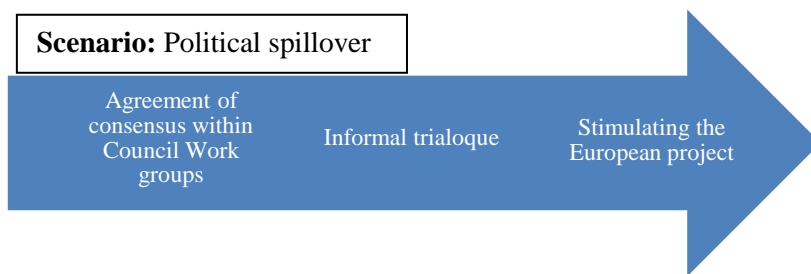 Scenario: Political spillover
Agreement of
consensus within
Council Work
groups
Informal trialoque
Stimulating the
European project